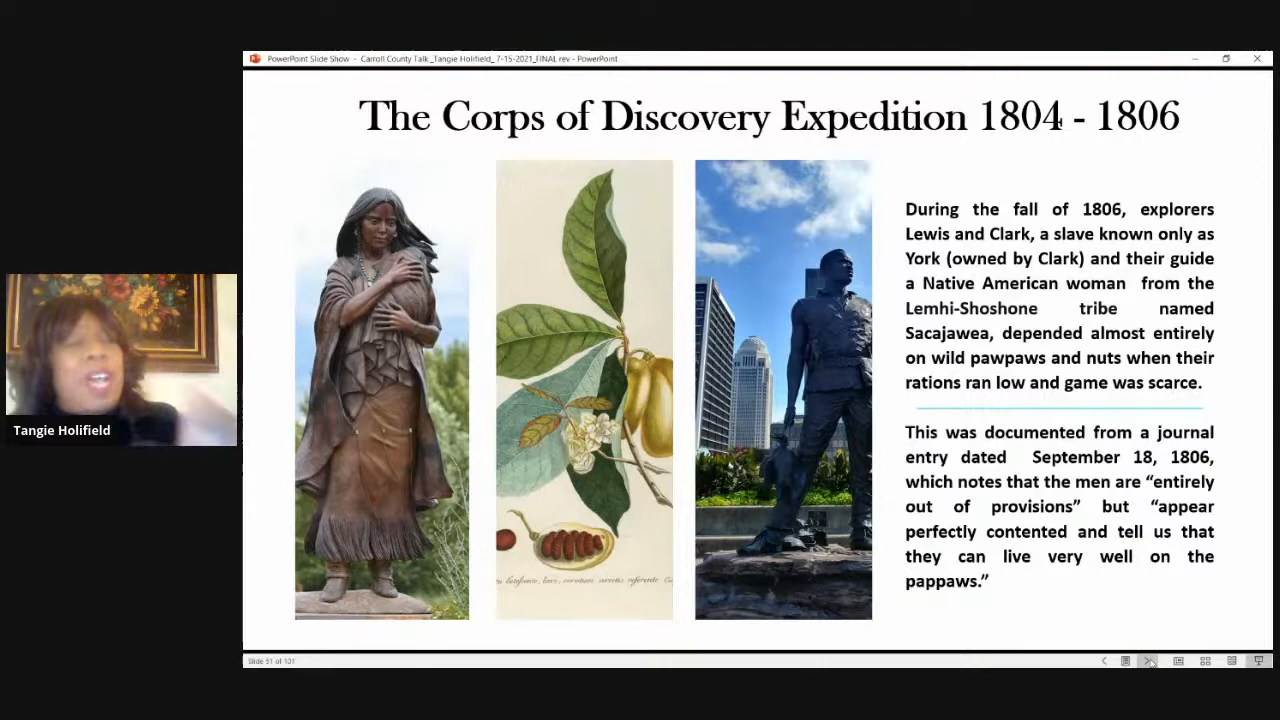 PowerPoint Slide Show - Carroll County Talk _Tangie Holifield_ 7-15-2021_FINAL rev - PowerPoint
The Corps of Discovery Expedition 1804 - 1806
During the fall of 1806, explorers
Lewis and Clark, a slave known only as
York (owned by Clark) and their guide
a Native American woman from the
Lemhi-Shoshone tribe named
Sacajawea, depended almost entirely
on wild pawpaws and nuts when their
rations ran low and game was scarce.
This was documented from a journal
entry dated September 18, 1806,
which notes that the men are “entirely
out of provisions” but “appear
perfectly contented and tell us that
they can live very well on the
pappaws.”
Tangie Holifield
Slide 51 of 101